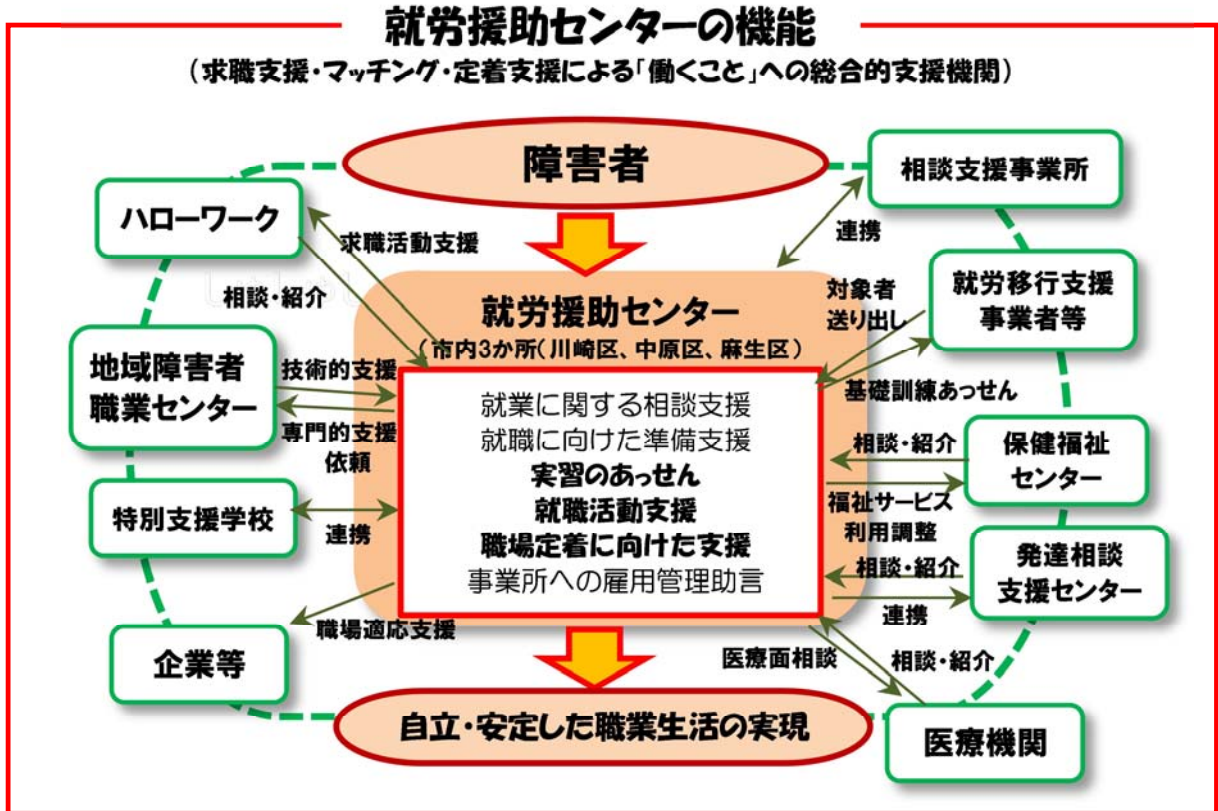 就労援助センターの機能
（求職支援・マッチング・定着支援による「働くこと」への総合的支援機関）
障害者
相談支援事業所
ハローワーク
連携
求職活動支援
相談・紹介
対象者
送り出し
就労移行支援
事業者等
就労援助センター
（市内3か所（川崎区、中原区、麻生区）
地域障害者
職業センター
技術的支援
専門的支援
依頼
基礎訓練あっせん
就業に関する相談支援
就職に向けた準備支援
実習のあっせん
就職活動支援
職場定着に向けた支援
事業所への雇用管理助言
相談・紹介
保健福祉
センター
福祉サービス
利用調整
特別支援学校
連携
相談・紹介
発達相談
支援センター
連携
職場適応支援
企業等
医療面相談
相談・紹介
医療機関
自立・安定した職業生活の実現